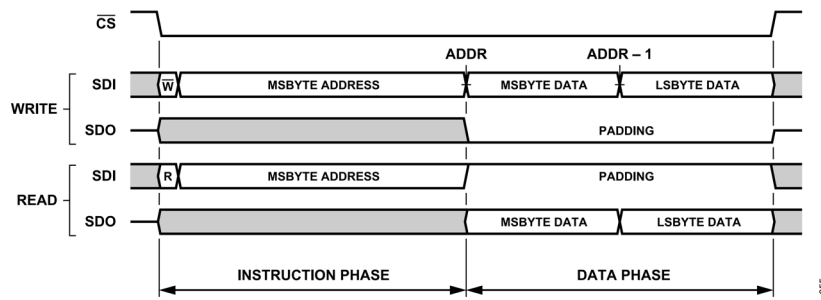 CS
ADDR ADDR – 1
SDI W MSBYTE ADDRESS MSBYTE DATA LSBYTE DATA
WRITE
SDO PADDING
SDI R MSBYTE ADDRESS PADDING
READ
SDO MSBYTE DATA LSBYTE DATA
INSTRUCTION PHASE DATA PHASE